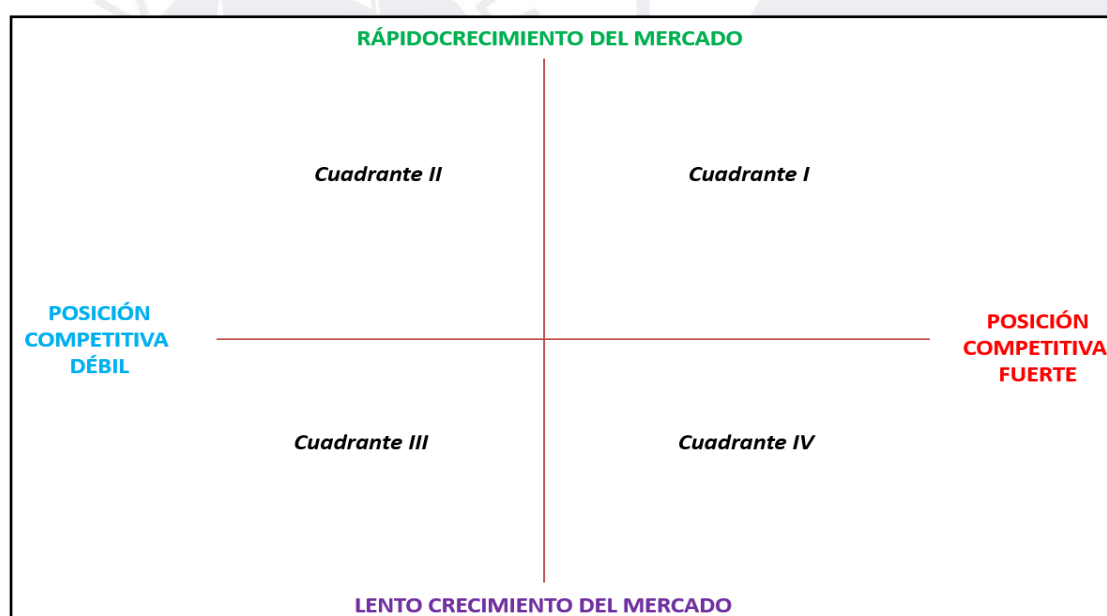 RÁPIDOCRECIMIENTO DEL MERCADO
Cuadrante II
Cuadrante I
POSICIÓN
COMPETITIVA
DÉBIL
POSICIÓN
COMPETITIVA
FUERTE
Cuadrante III
Cuadrante IV
LENTO CRECIMIENTO DEL MERCADO